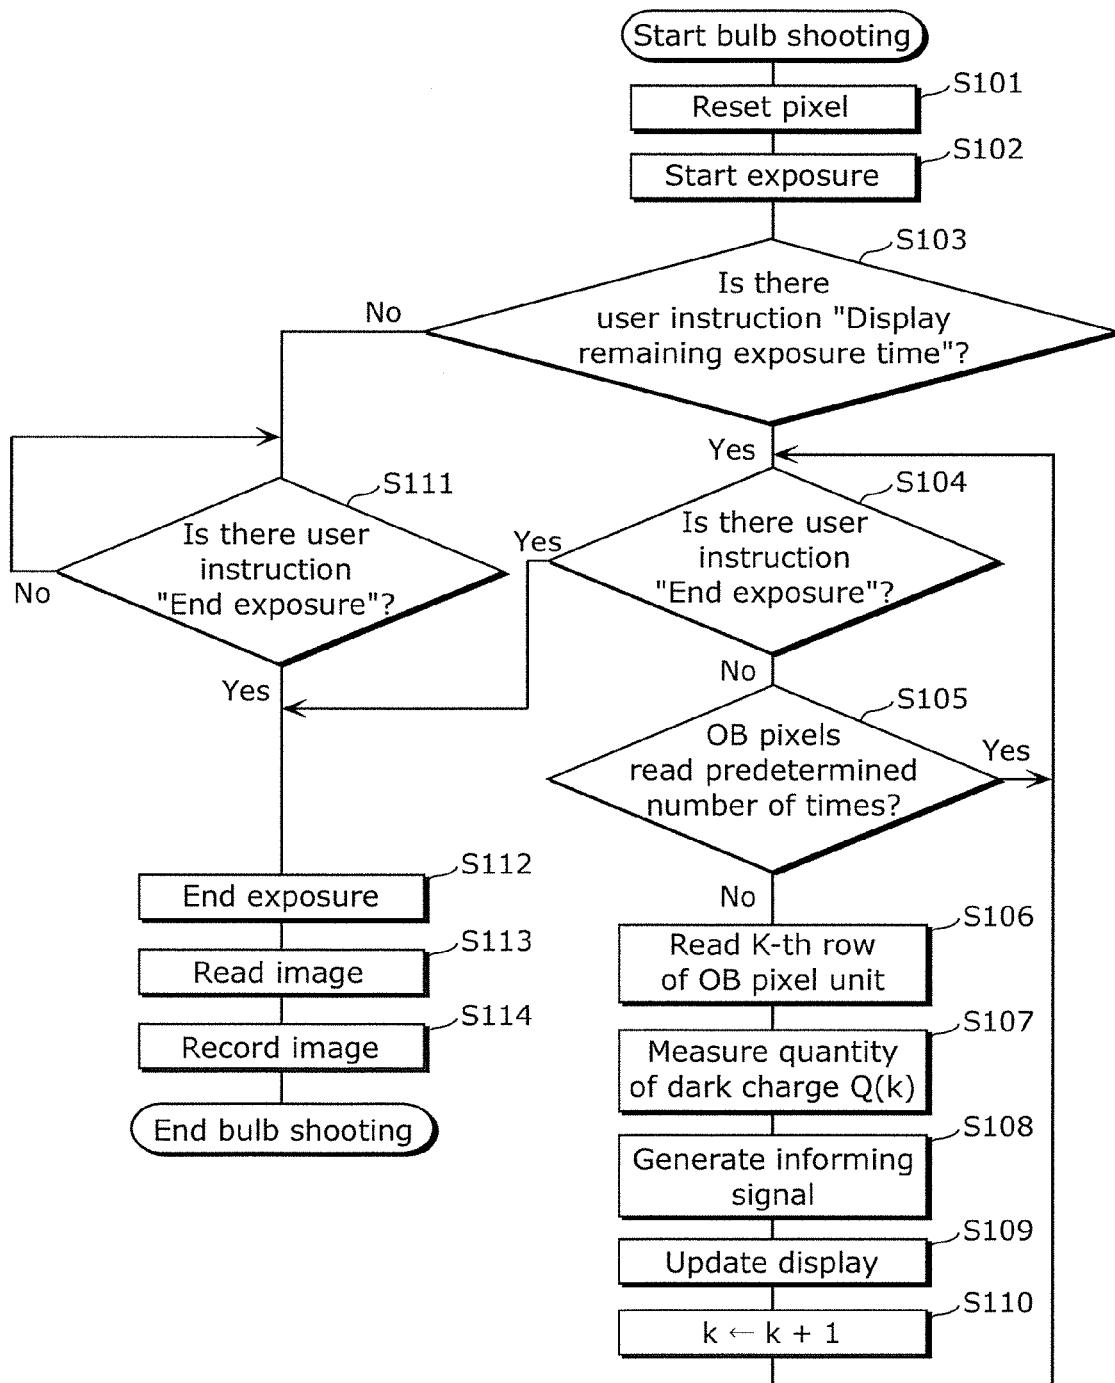 Start bulb shooting
S101
Reset pixel
S102
Start exposure
S103
Is there
user instruction "Display
remaining exposure time"?
No
Yes
S111
Is there user
instruction
"End exposure"?
No
Yes
S104
Is there user
instruction
"End exposure"?
Yes
No
S105
OB pixels
read predetermined
number of times?
Yes
No
S112
End exposure
S113
Read image
S114
Record image
End bulb shooting
S106
Read K-th row
of OB pixel unit
S107
Measure quantity
of dark charge Q(k)
S108
Generate informing
signal
S109
Update display
S110
k ← k + 1